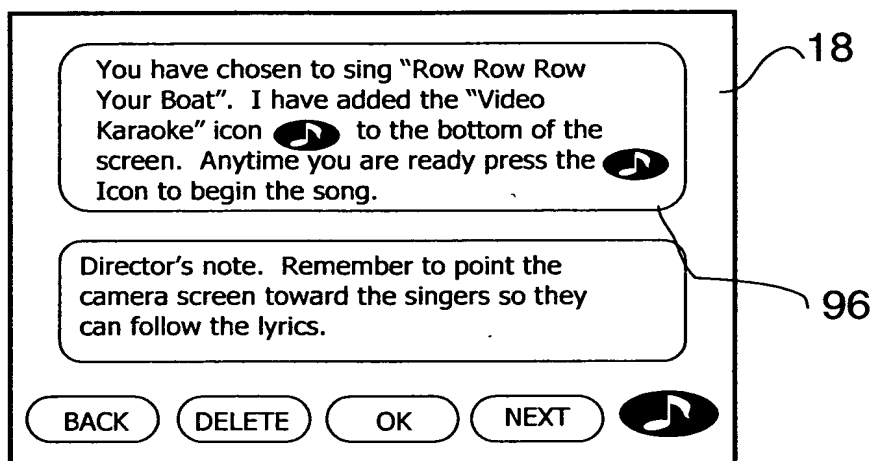 You have chosen to sing "Row Row Row
Your Boat". I have added the "Video
Karaoke" icon to the bottom of the
screen. Anytime you are ready press the
Icon to begin the song.
Director's note. Remember to point the
camera screen toward the singers so they
can follow the lyrics.
BACK DELETE OK NEXT
18
96